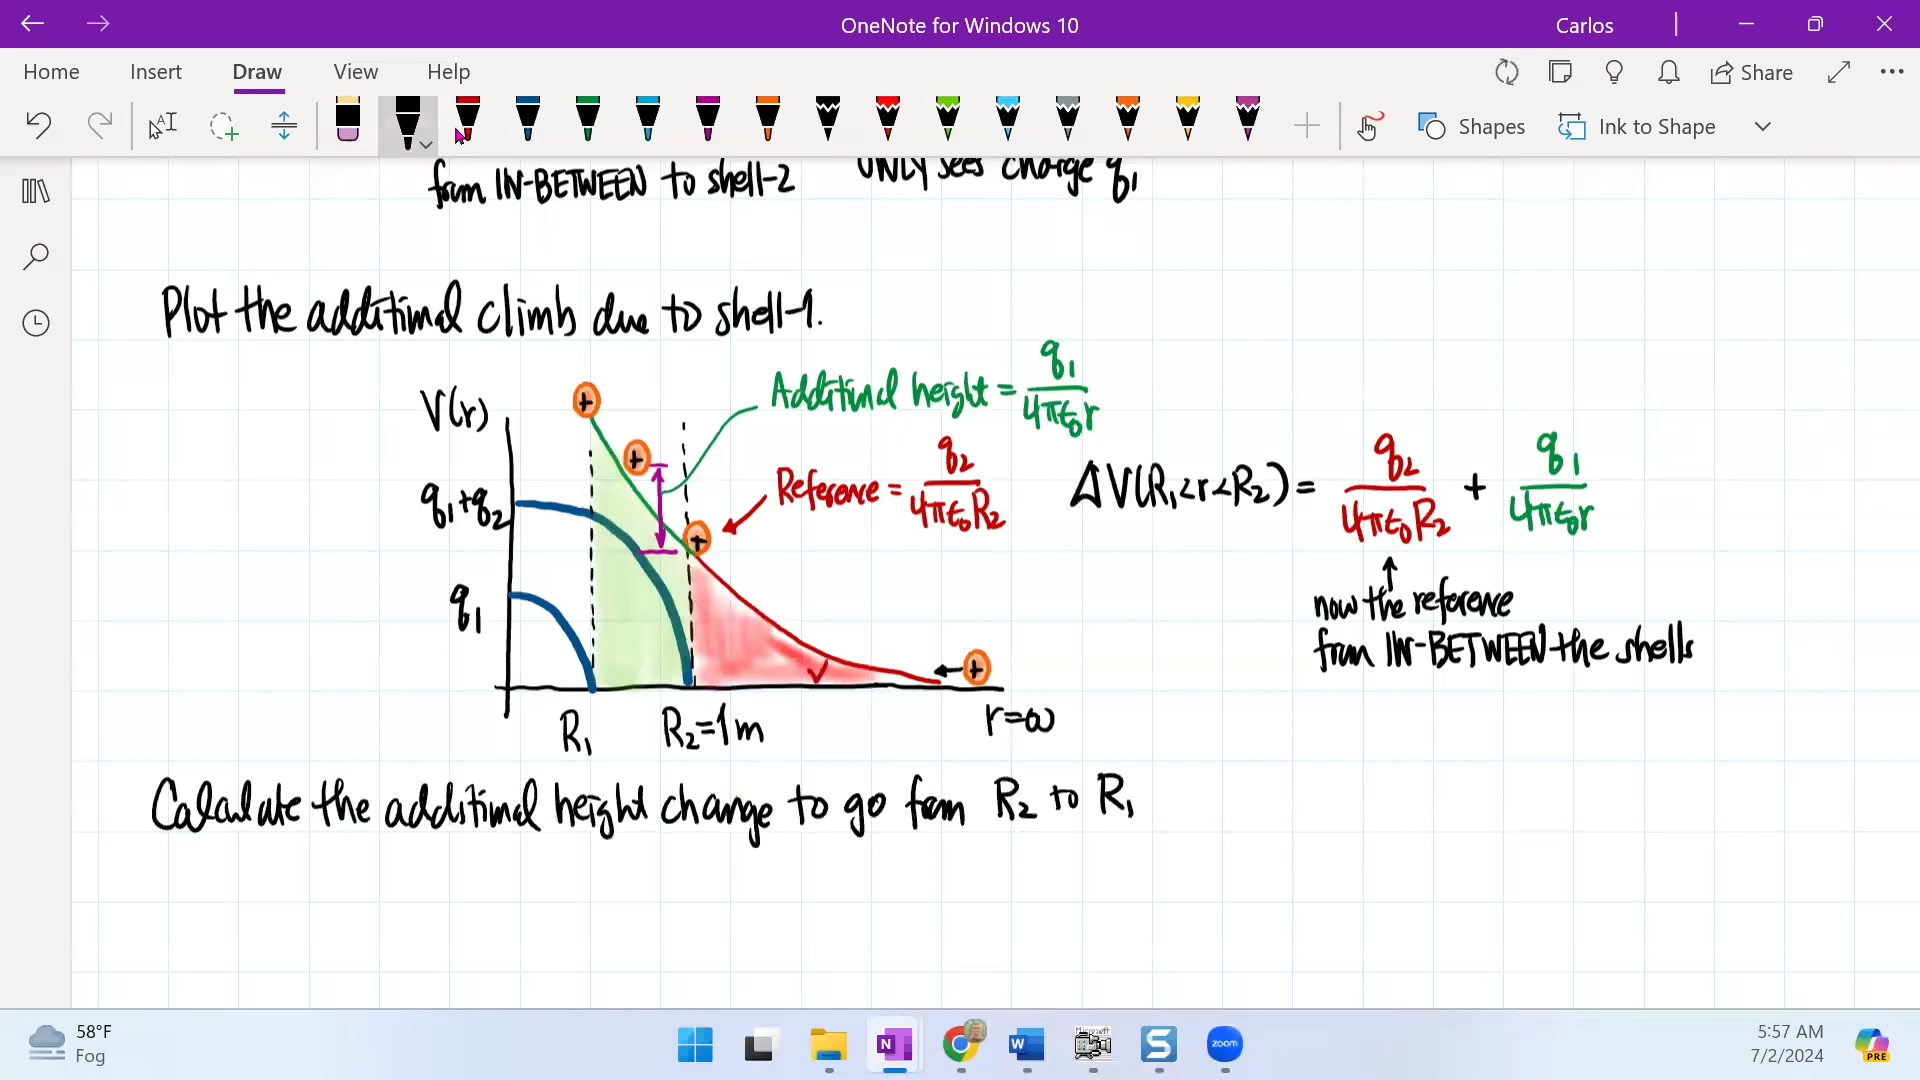 OneNote for Windows 10
Carlos
Home Insert Draw View Help
Share
Shapes
Ink to Shape
from IN-BETWEEN to shell-2
ONLY sees charge q₁
Plot the additional climb due to shell-1.
V(r)
q₁+q₂
q₁
Additional height = q₁/4πε₀r
Reference = q₂/4πε₀R₂
ΔV(R₁<r<R₂) = q₂/4πε₀R₂ + q₁/4πε₀r
now the reference
from IN-BETWEEN the shells
+
+
+
+
R₁
R₂=1m
r=∞
Calculate the additional height change to go from R₂ to R₁
58°F
Fog
N
W
Microsoft
S
zoom
5:57 AM
7/2/2024
PRE